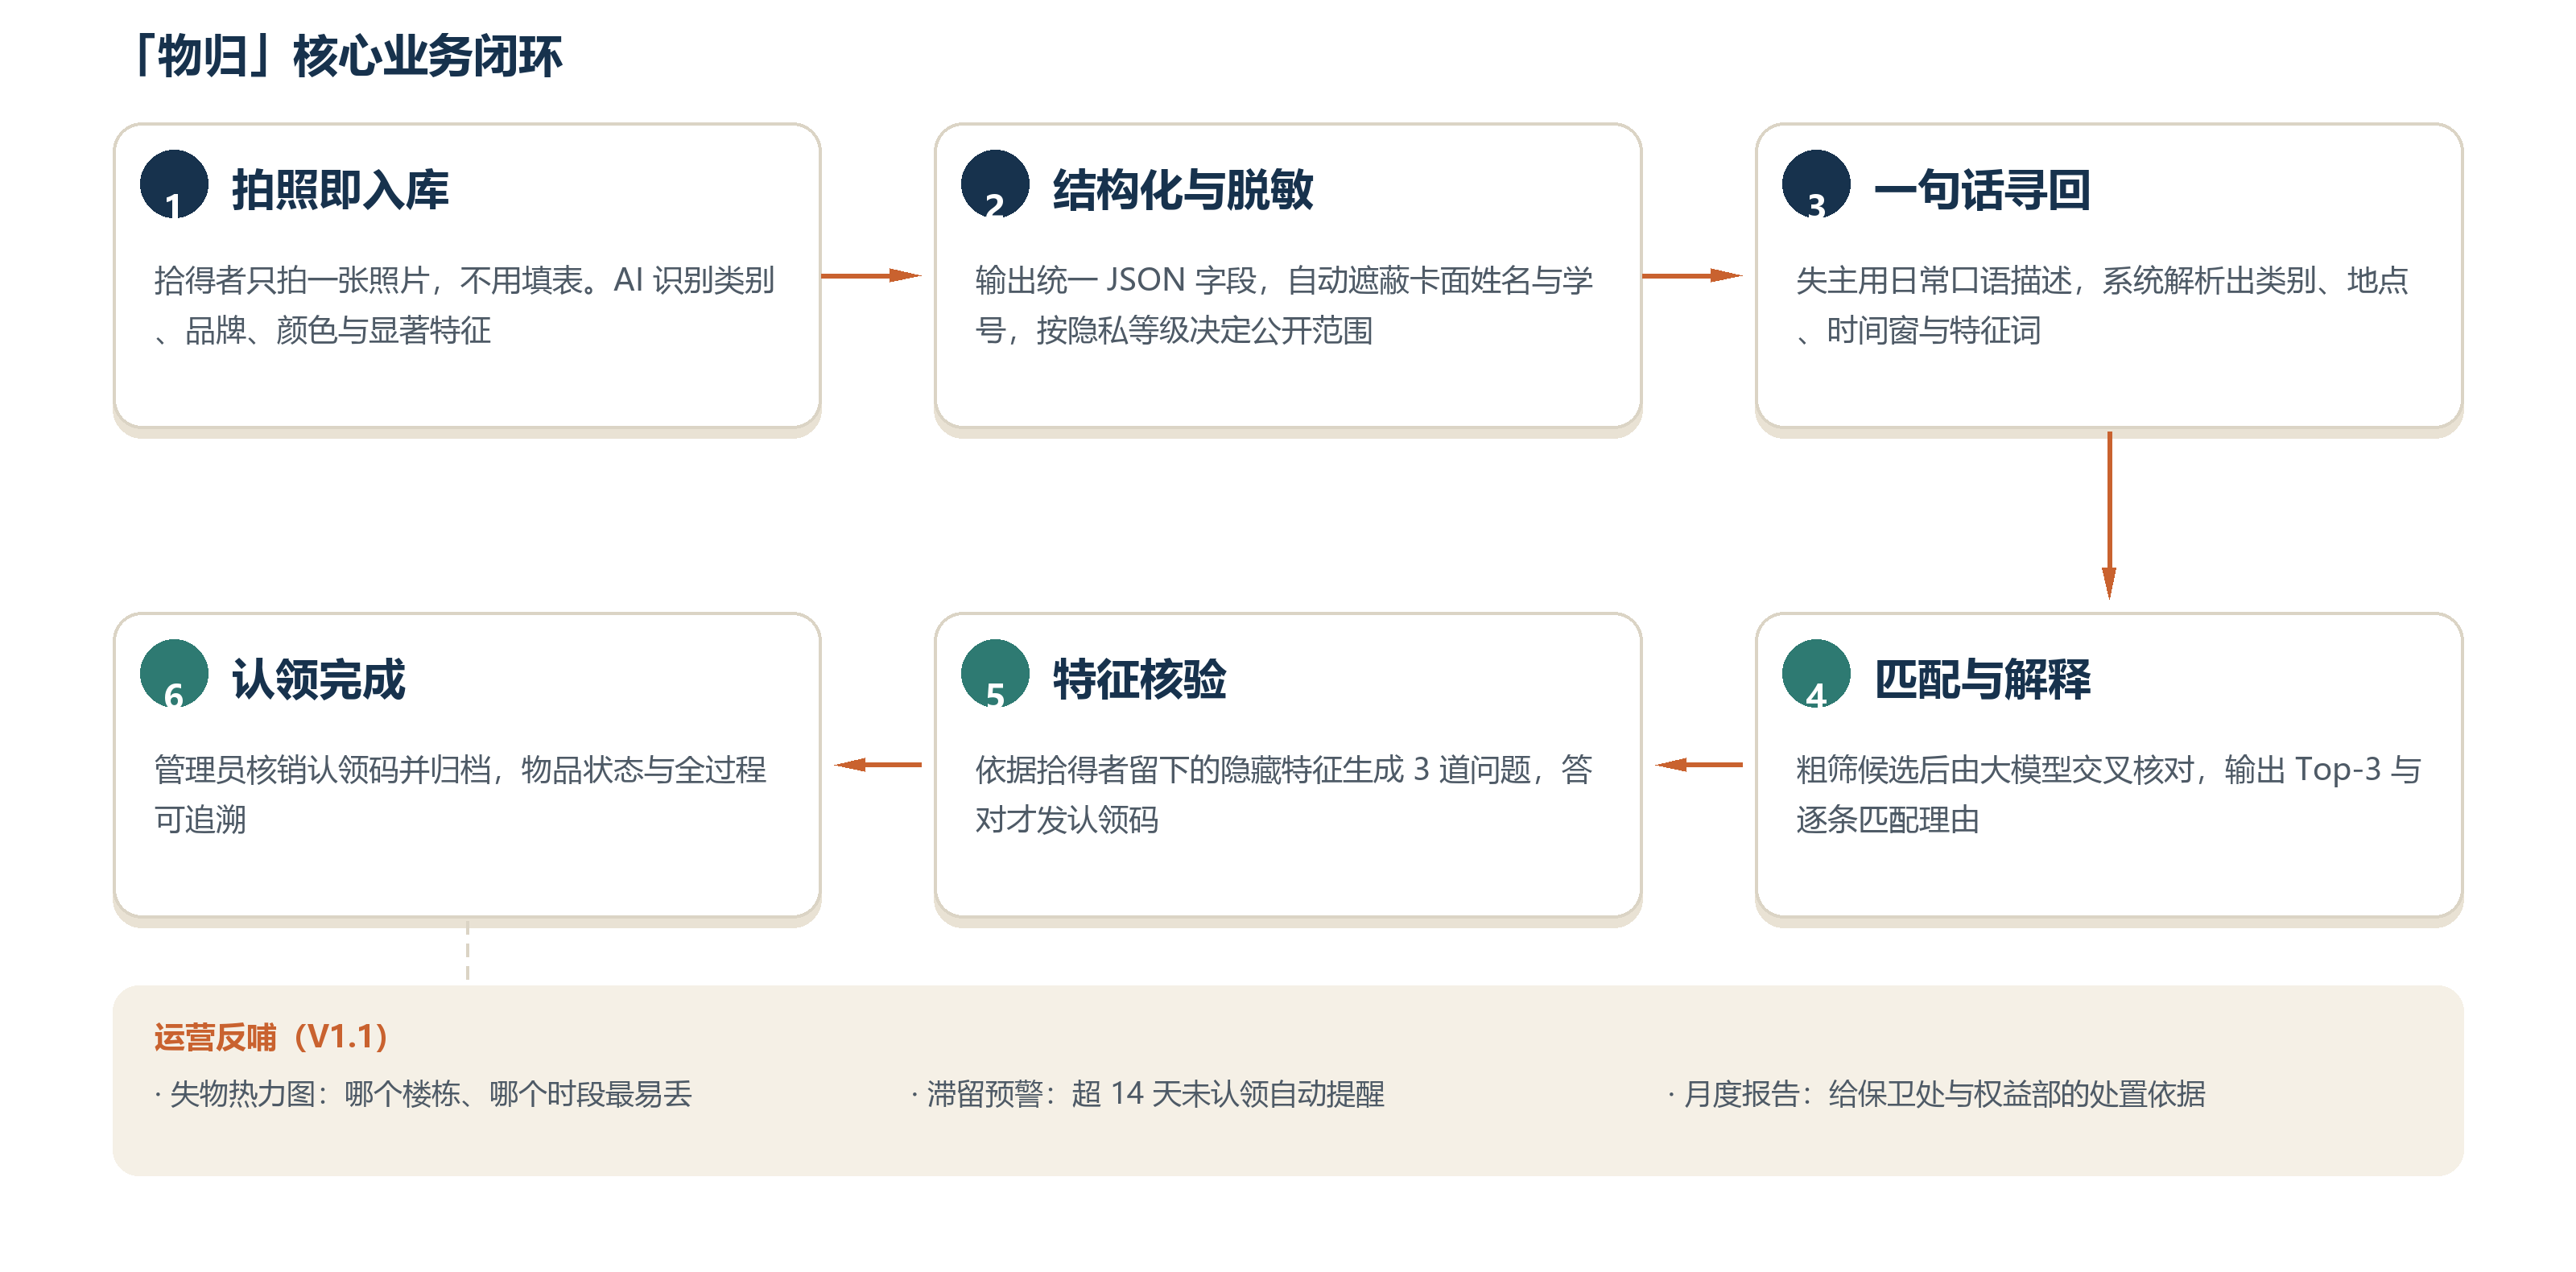 「物归」核心业务闭环
1 拍照即入库
拾得者只拍一张照片，不用填表。AI 识别类别
、品牌、颜色与显著特征
2 结构化与脱敏
输出统一 JSON 字段，自动遮蔽卡面姓名与学
号，按隐私等级决定公开范围
3 一句话寻回
失主用日常口语描述，系统解析出类别、地点
、时间窗与特征词
4 匹配与解释
粗筛候选后由大模型交叉核对，输出 Top-3 与
逐条匹配理由
5 特征核验
依据拾得者留下的隐藏特征生成 3 道问题，答
对才发认领码
6 认领完成
管理员核销认领码并归档，物品状态与全过程
可追溯
运营反哺（V1.1）
· 失物热力图：哪个楼栋、哪个时段最易丢
· 滞留预警：超 14 天未认领自动提醒
· 月度报告：给保卫处与权益部的处置依据